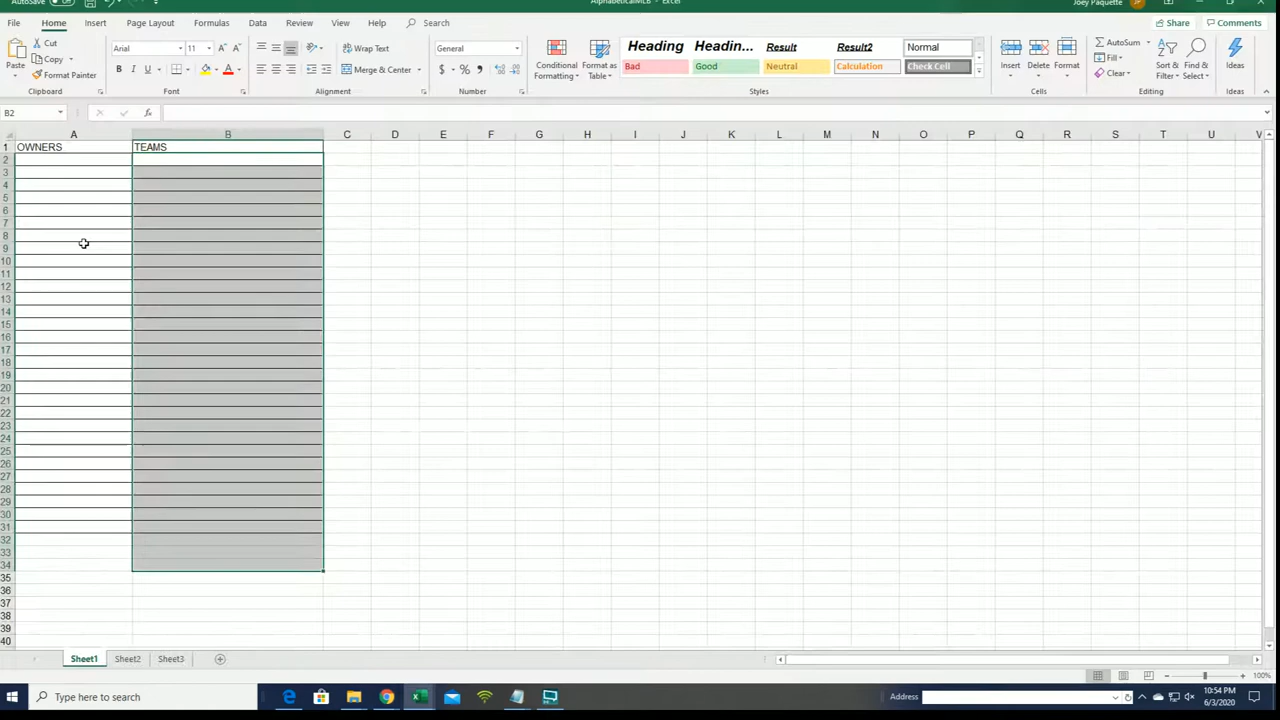 AutoSave Off AlphabeticalMLB - Excel Joey Paquette JP
File Home Insert Page Layout Formulas Data Review View Help Search Share Comments
Paste Cut Copy Format Painter
Arial 11 A A B I U A
Wrap Text Merge & Center
General $ %
Conditional Formatting Format as Table
Heading Headin... Result Result2 Normal
Bad Good Neutral Calculation Check Cell
Insert Delete Format
AutoSum Fill Clear Sort & Filter Find & Select Ideas
Clipboard Font Alignment Number Styles Cells Editing Ideas
B2 fx
A B C D E F G H I J K L M N O P Q R S T U V
1 OWNERS TEAMS
2
3
4
5
6
7
8
9
10
11
12
13
14
15
16
17
18
19
20
21
22
23
24
25
26
27
28
29
30
31
32
33
34
35
36
37
38
39
40
Sheet1 Sheet2 Sheet3
100%
Type here to search Address 10:54 PM
6/3/2020